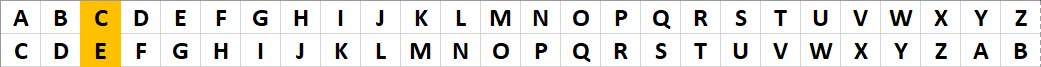 A B C D E F G H I J K L M N O P Q R S T U V W X Y Z
C D E F G H I J K L M N O P Q R S T U V W X Y Z A B